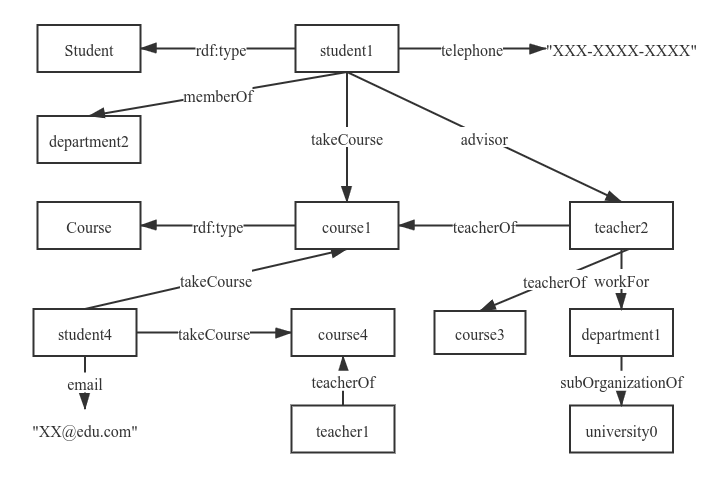 Student
rdf:type
student1
telephone
"XXX-XXXX-XXXX"
memberOf
department2
takeCourse
advisor
Course
rdf:type
course1
teacherOf
teacher2
takeCourse
teacherOf
workFor
student4
takeCourse
course4
course3
department1
email
teacherOf
subOrganizationOf
"XX@edu.com"
teacher1
university0